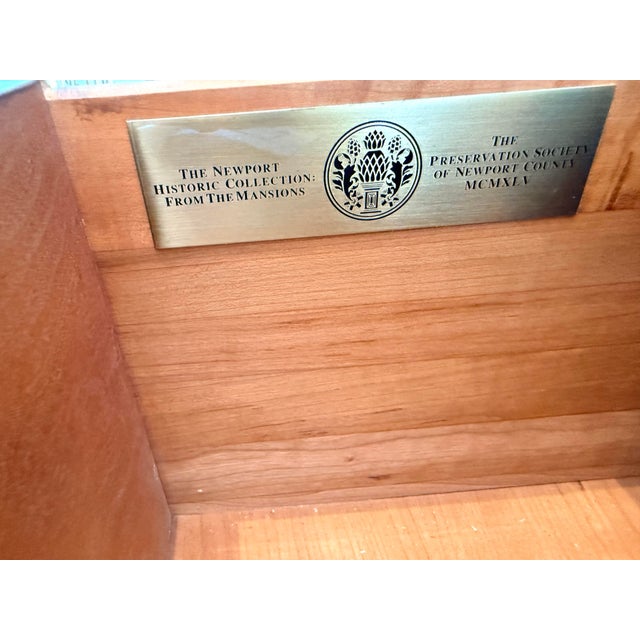 THE NEWPORT
HISTORIC COLLECTION:
FROM THE MANSIONS
THE
PRESERVATION SOCIETY
OF NEWPORT COUNTY
MCMXLV